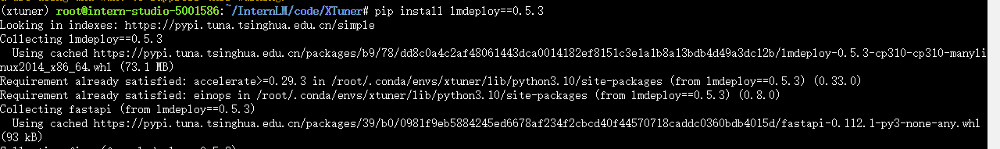 (xtuner) root@intern-studio-5001586:~/InternLM/code/XTuner# pip install lmdeploy==0.5.3
Looking in indexes: https://pypi.tuna.tsinghua.edu.cn/simple
Collecting lmdeploy==0.5.3
Using cached https://pypi.tuna.tsinghua.edu.cn/packages/b9/78/dd8c0a4c2af48061443dca0014182ef8151c3e1a1b8a13bdb4d49a3dc12b/lmdeploy-0.5.3-cp310-cp310-manyli
nux2014_x86_64.whl (73.1 MB)
Requirement already satisfied: accelerate>=0.29.3 in /root/.conda/envs/xtuner/lib/python3.10/site-packages (from lmdeploy==0.5.3) (0.33.0)
Requirement already satisfied: einops in /root/.conda/envs/xtuner/lib/python3.10/site-packages (from lmdeploy==0.5.3) (0.8.0)
Collecting fastapi (from lmdeploy==0.5.3)
Using cached https://pypi.tuna.tsinghua.edu.cn/packages/39/b0/0981f9eb5884245ed6678af234f2cbcd40f44570718caddc0360bdb4015d/fastapi-0.112.1-py3-none-any.whl
(93 kB)